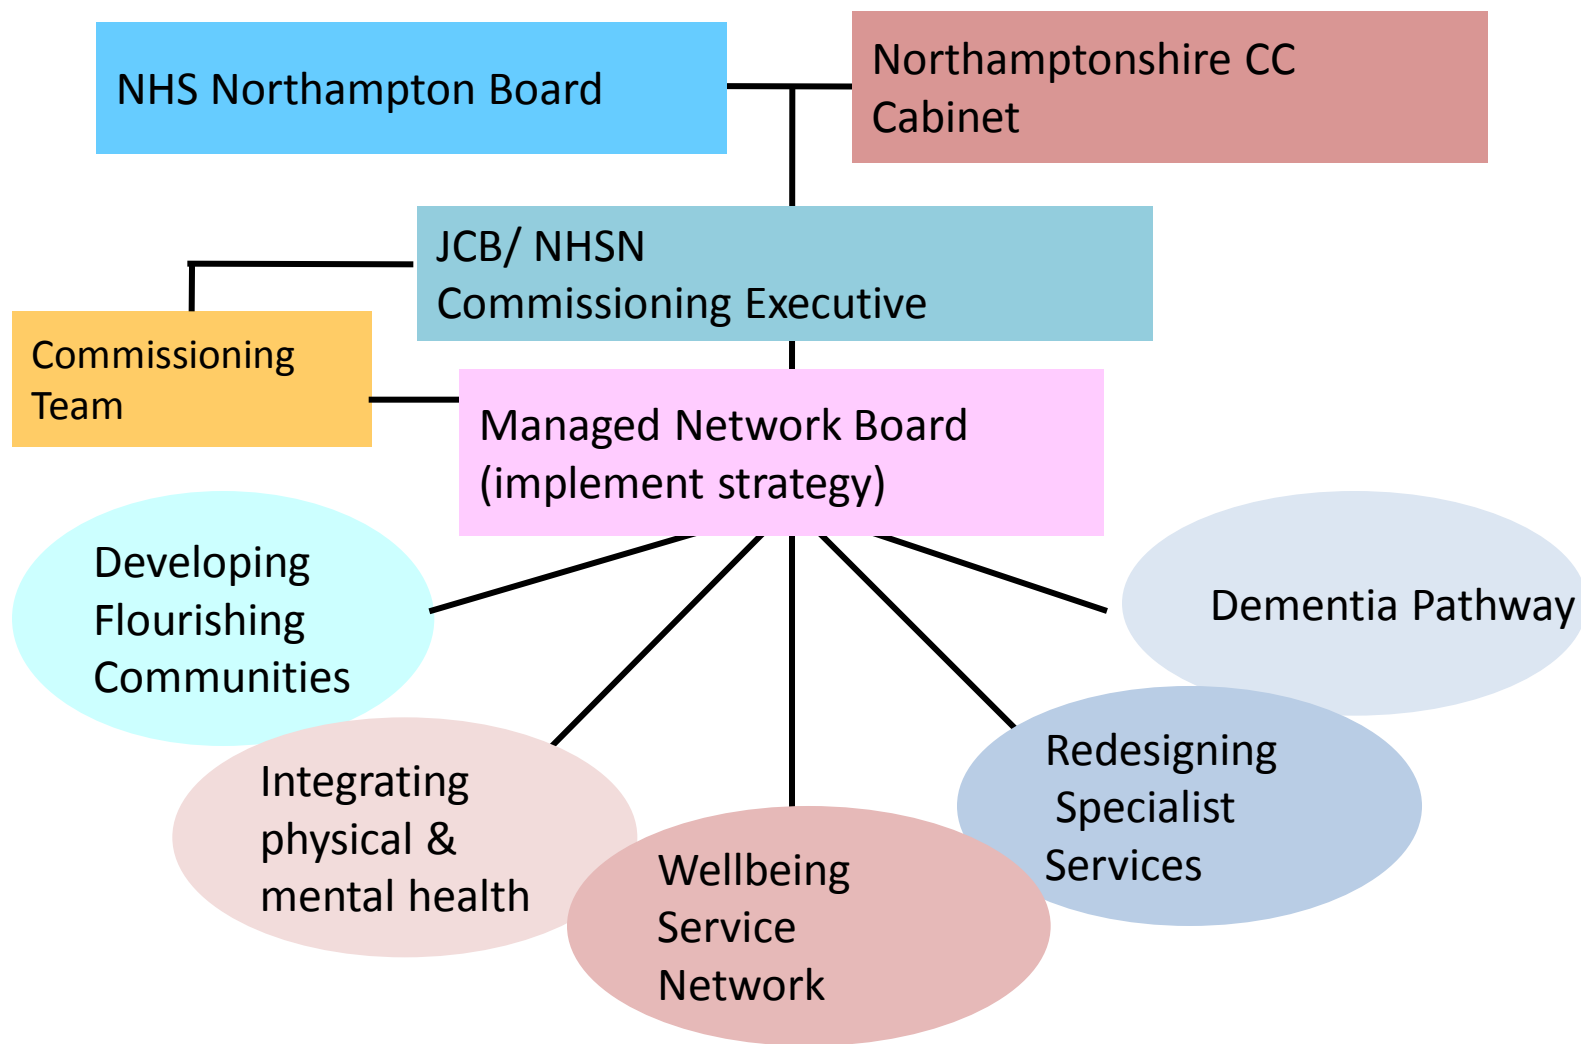 NHS Northampton Board
Northamptonshire CC
Cabinet
JCB/ NHSN
Commissioning Executive
Commissioning
Team
Managed Network Board
(implement strategy)
Developing
Flourishing
Communities
Dementia Pathway
Integrating
physical &
mental health
Redesigning
Specialist
Services
Wellbeing
Service
Network